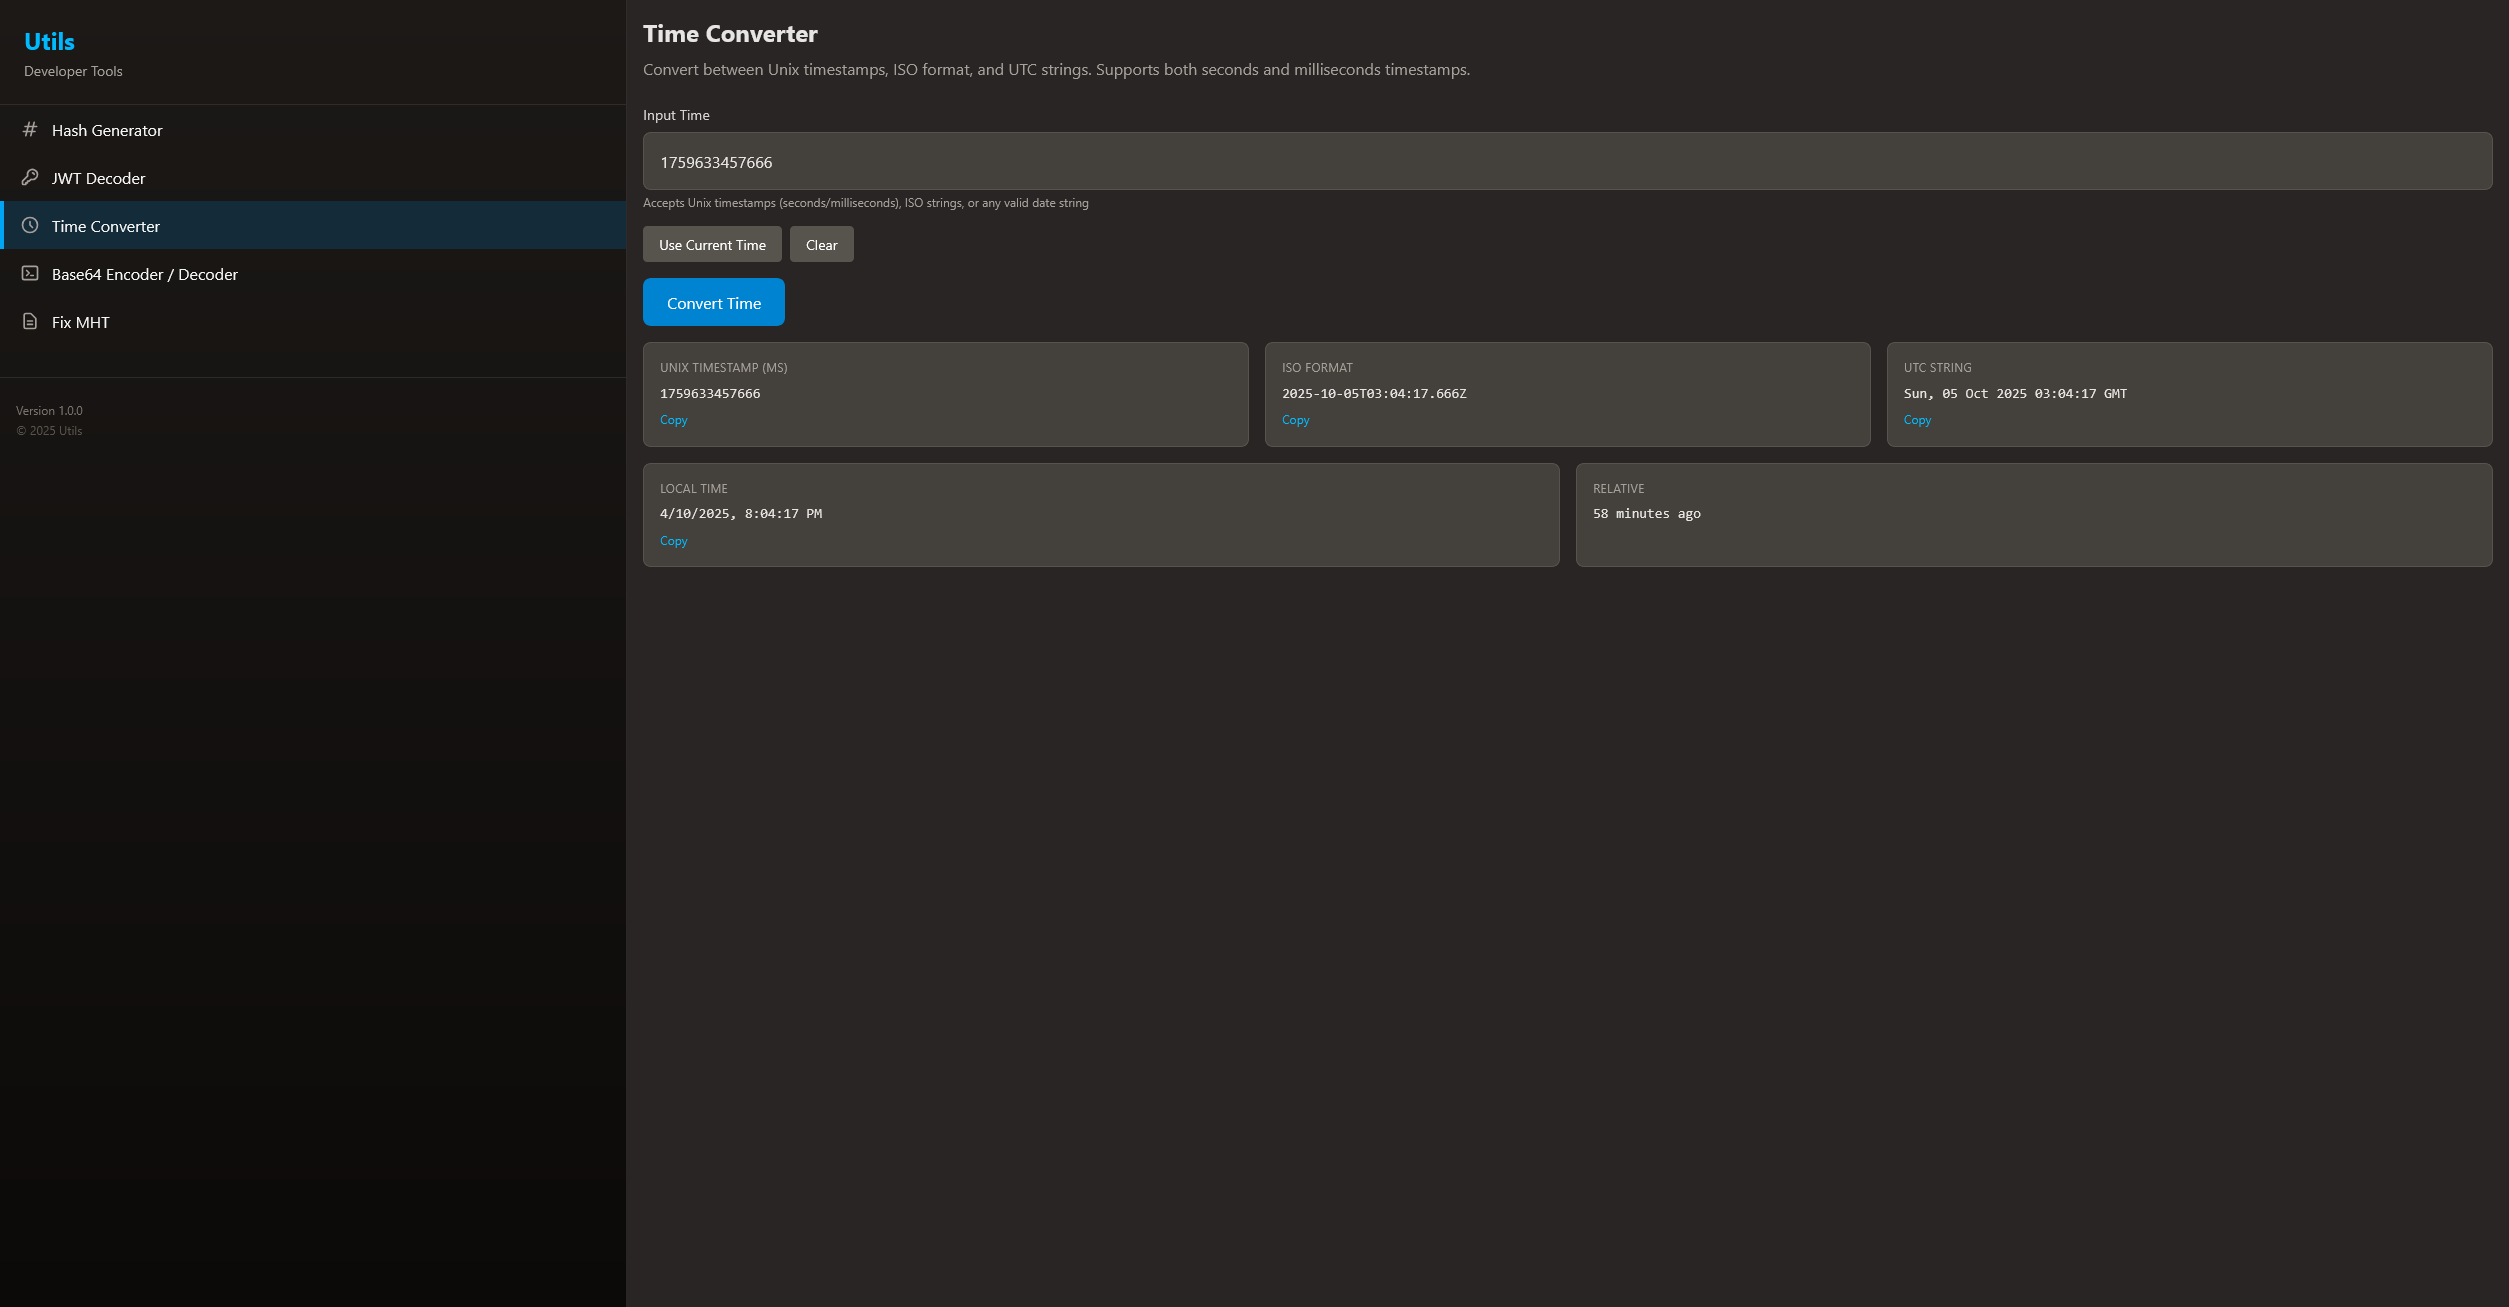 Utils
Developer Tools
Hash Generator
JWT Decoder
Time Converter
Base64 Encoder / Decoder
Fix MHT
Version 1.0.0
© 2025 Utils
Time Converter
Convert between Unix timestamps, ISO format, and UTC strings. Supports both seconds and milliseconds timestamps.
Input Time
1759633457666
Accepts Unix timestamps (seconds/milliseconds), ISO strings, or any valid date string
Use Current Time
Clear
Convert Time
UNIX TIMESTAMP (MS)
1759633457666
Copy
ISO FORMAT
2025-10-05T03:04:17.666Z
Copy
UTC STRING
Sun, 05 Oct 2025 03:04:17 GMT
Copy
LOCAL TIME
4/10/2025, 8:04:17 PM
Copy
RELATIVE
58 minutes ago